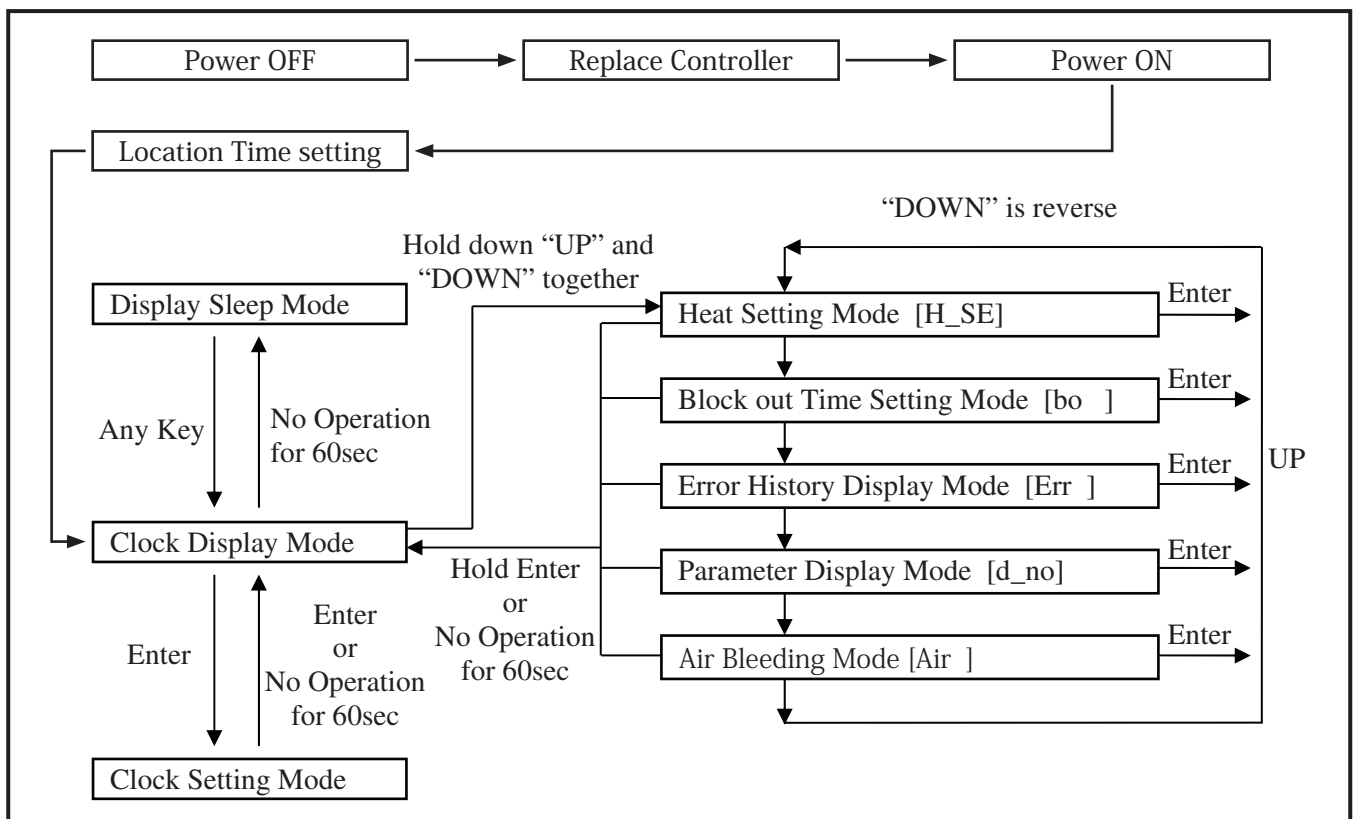 Power OFF
Replace Controller
Power ON
Location Time setting
“DOWN” is reverse
Hold down “UP” and
“DOWN” together
Display Sleep Mode
Heat Setting Mode [H_SE]
Enter
Block out Time Setting Mode [bo ]
Enter
Any Key
No Operation
for 60sec
Error History Display Mode [Err ]
Enter
UP
Clock Display Mode
Hold Enter
or
No Operation
for 60sec
Parameter Display Mode [d_no]
Enter
Enter
Enter
or
No Operation
for 60sec
Air Bleeding Mode [Air ]
Enter
Clock Setting Mode